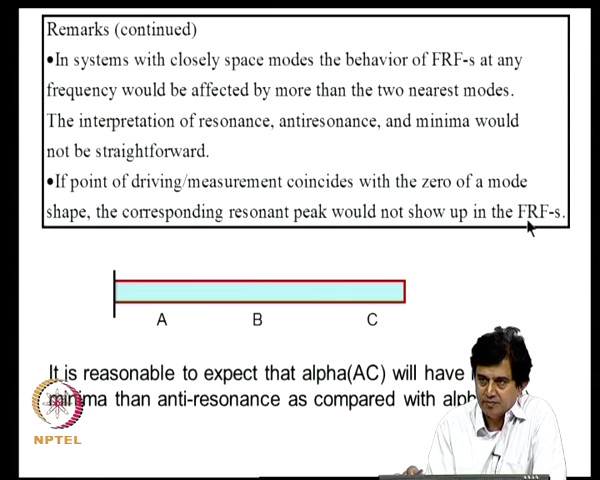 Remarks (continued)
•In systems with closely space modes the behavior of FRF-s at any
frequency would be affected by more than the two nearest modes.
The interpretation of resonance, antiresonance, and minima would
not be straightforward.
•If point of driving/measurement coincides with the zero of a mode
shape, the corresponding resonant peak would not show up in the FRF-s.
A B C
It is reasonable to expect that alpha(AC) will have
minima than anti-resonance as compared with
NPTEL